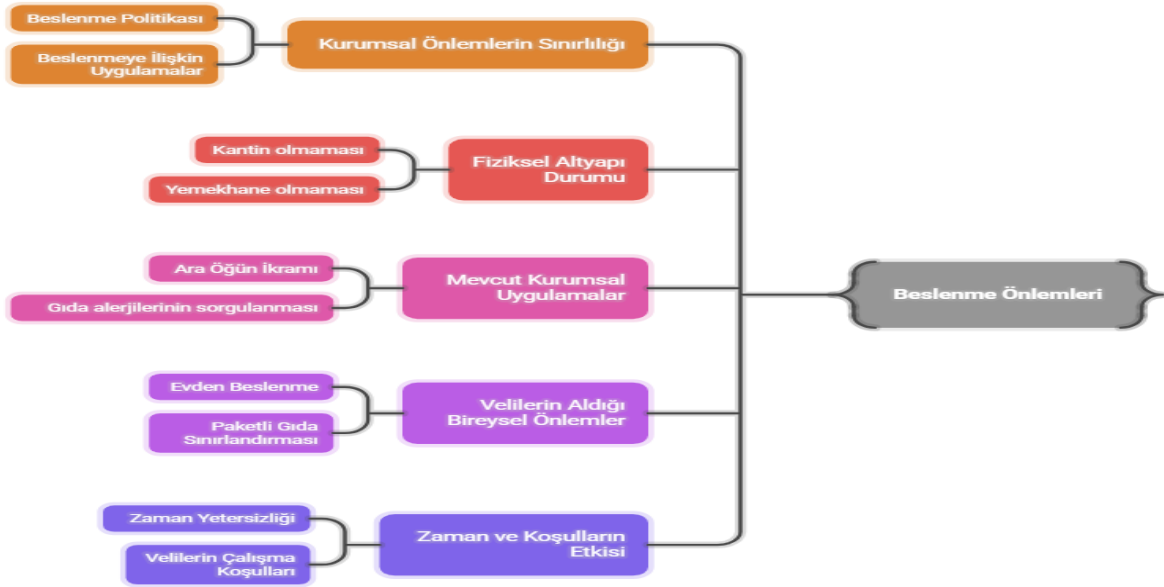 Beslenme Politikası
Beslenmeye İlişkin
Uygulamalar
Kurumsal Önlemlerin Sınırlılığı
Kantin olmaması
Yemekhane olmaması
Fiziksel Altyapı
Durumu
Ara Öğün İkramı
Gıda alerjilerinin sorgulanması
Mevcut Kurumsal
Uygulamalar
Beslenme Önlemleri
Evden Beslenme
Paketli Gıda
Sınırlandırması
Velilerin Aldığı
Bireysel Önlemler
Zaman Yetersizliği
Velilerin Çalışma
Koşulları
Zaman ve Koşulların
Etkisi